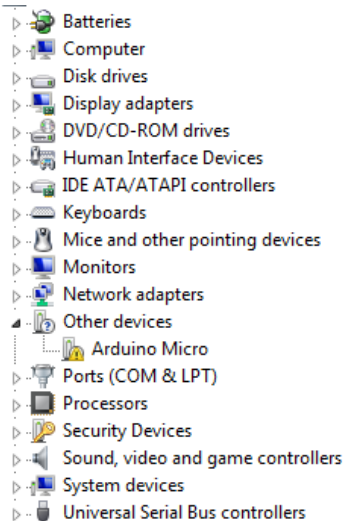 Batteries
Computer
Disk drives
Display adapters
DVD/CD-ROM drives
Human Interface Devices
IDE ATA/ATAPI controllers
Keyboards
Mice and other pointing devices
Monitors
Network adapters
Other devices
Arduino Micro
Ports (COM & LPT)
Processors
Security Devices
Sound, video and game controllers
System devices
Universal Serial Bus controllers